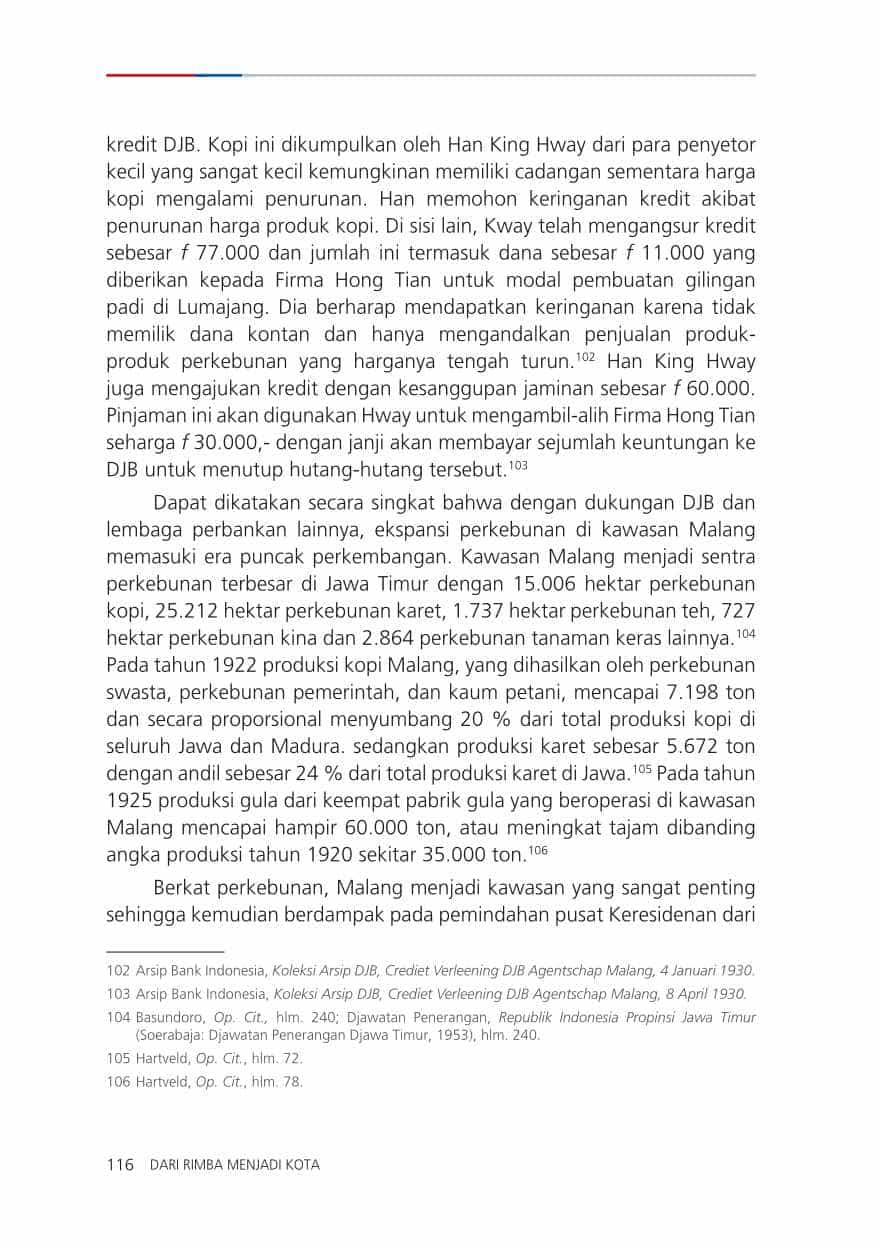 kredit DJB. Kopi ini dikumpulkan oleh Han King Hway dari para penyetor
kecil yang sangat kecil kemungkinan memiliki cadangan sementara harga
kopi mengalami penurunan. Han memohon keringanan kredit akibat
penurunan harga produk kopi. Di sisi lain, Kway telah mengangsur kredit
sebesar f 77.000 dan jumlah ini termasuk dana sebesar f 11.000 yang
diberikan kepada Firma Hong Tian untuk modal pembuatan gilingan
padi di Lumajang. Dia berharap mendapatkan keringanan karena tidak
memilik dana kontan dan hanya mengandalkan penjualan produk-
produk perkebunan yang harganya tengah turun.102 Han King Hway
juga mengajukan kredit dengan kesanggupan jaminan sebesar f 60.000.
Pinjaman ini akan digunakan Hway untuk mengambil-alih Firma Hong Tian
seharga f 30.000,- dengan janji akan membayar sejumlah keuntungan ke
DJB untuk menutup hutang-hutang tersebut.103
Dapat dikatakan secara singkat bahwa dengan dukungan DJB dan
lembaga perbankan lainnya, ekspansi perkebunan di kawasan Malang
memasuki era puncak perkembangan. Kawasan Malang menjadi sentra
perkebunan terbesar di Jawa Timur dengan 15.006 hektar perkebunan
kopi, 25.212 hektar perkebunan karet, 1.737 hektar perkebunan teh, 727
hektar perkebunan kina dan 2.864 perkebunan tanaman keras lainnya.104
Pada tahun 1922 produksi kopi Malang, yang dihasilkan oleh perkebunan
swasta, perkebunan pemerintah, dan kaum petani, mencapai 7.198 ton
dan secara proporsional menyumbang 20 % dari total produksi kopi di
seluruh Jawa dan Madura. sedangkan produksi karet sebesar 5.672 ton
dengan andil sebesar 24 % dari total produksi karet di Jawa.105 Pada tahun
1925 produksi gula dari keempat pabrik gula yang beroperasi di kawasan
Malang mencapai hampir 60.000 ton, atau meningkat tajam dibanding
angka produksi tahun 1920 sekitar 35.000 ton.106
Berkat perkebunan, Malang menjadi kawasan yang sangat penting
sehingga kemudian berdampak pada pemindahan pusat Keresidenan dari
102 Arsip Bank Indonesia, Koleksi Arsip DJB, Crediet Verleening DJB Agentschap Malang, 4 Januari 1930.
103 Arsip Bank Indonesia, Koleksi Arsip DJB, Crediet Verleening DJB Agentschap Malang, 8 April 1930.
104 Basundoro, Op. Cit., hlm. 240; Djawatan Penerangan, Republik Indonesia Propinsi Jawa Timur
(Soerabaja: Djawatan Penerangan Djawa Timur, 1953), hlm. 240.
105 Hartveld, Op. Cit., hlm. 72.
106 Hartveld, Op. Cit., hlm. 78.
116 DARI RIMBA MENJADI KOTA